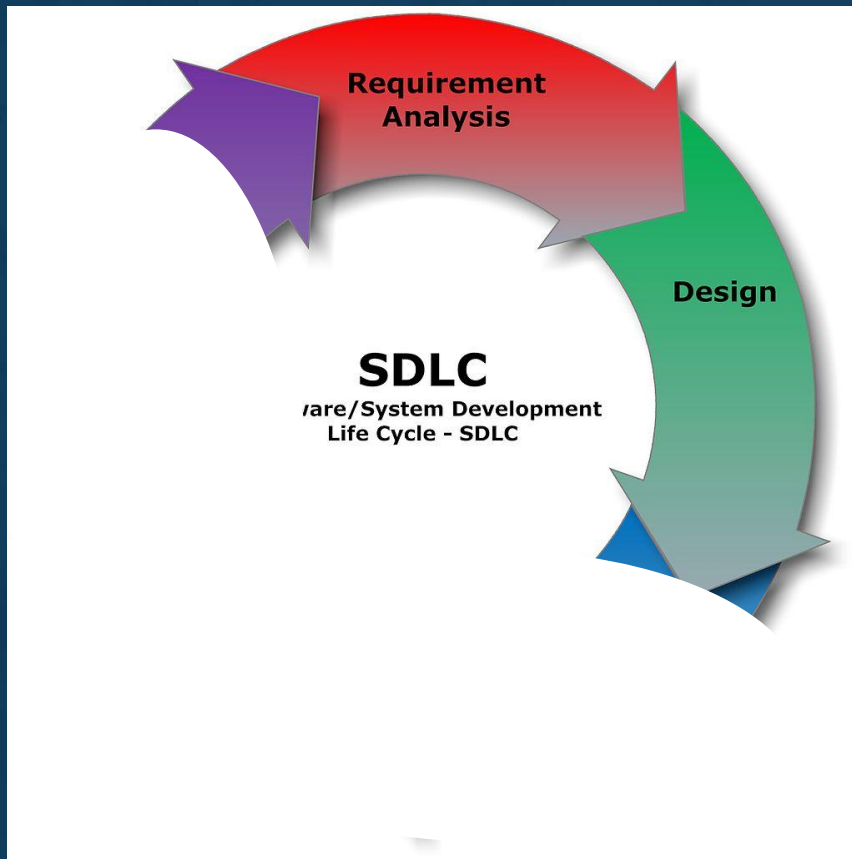 Requirement
Analysis
Design
SDLC
/System Development
Life Cycle - SDLC